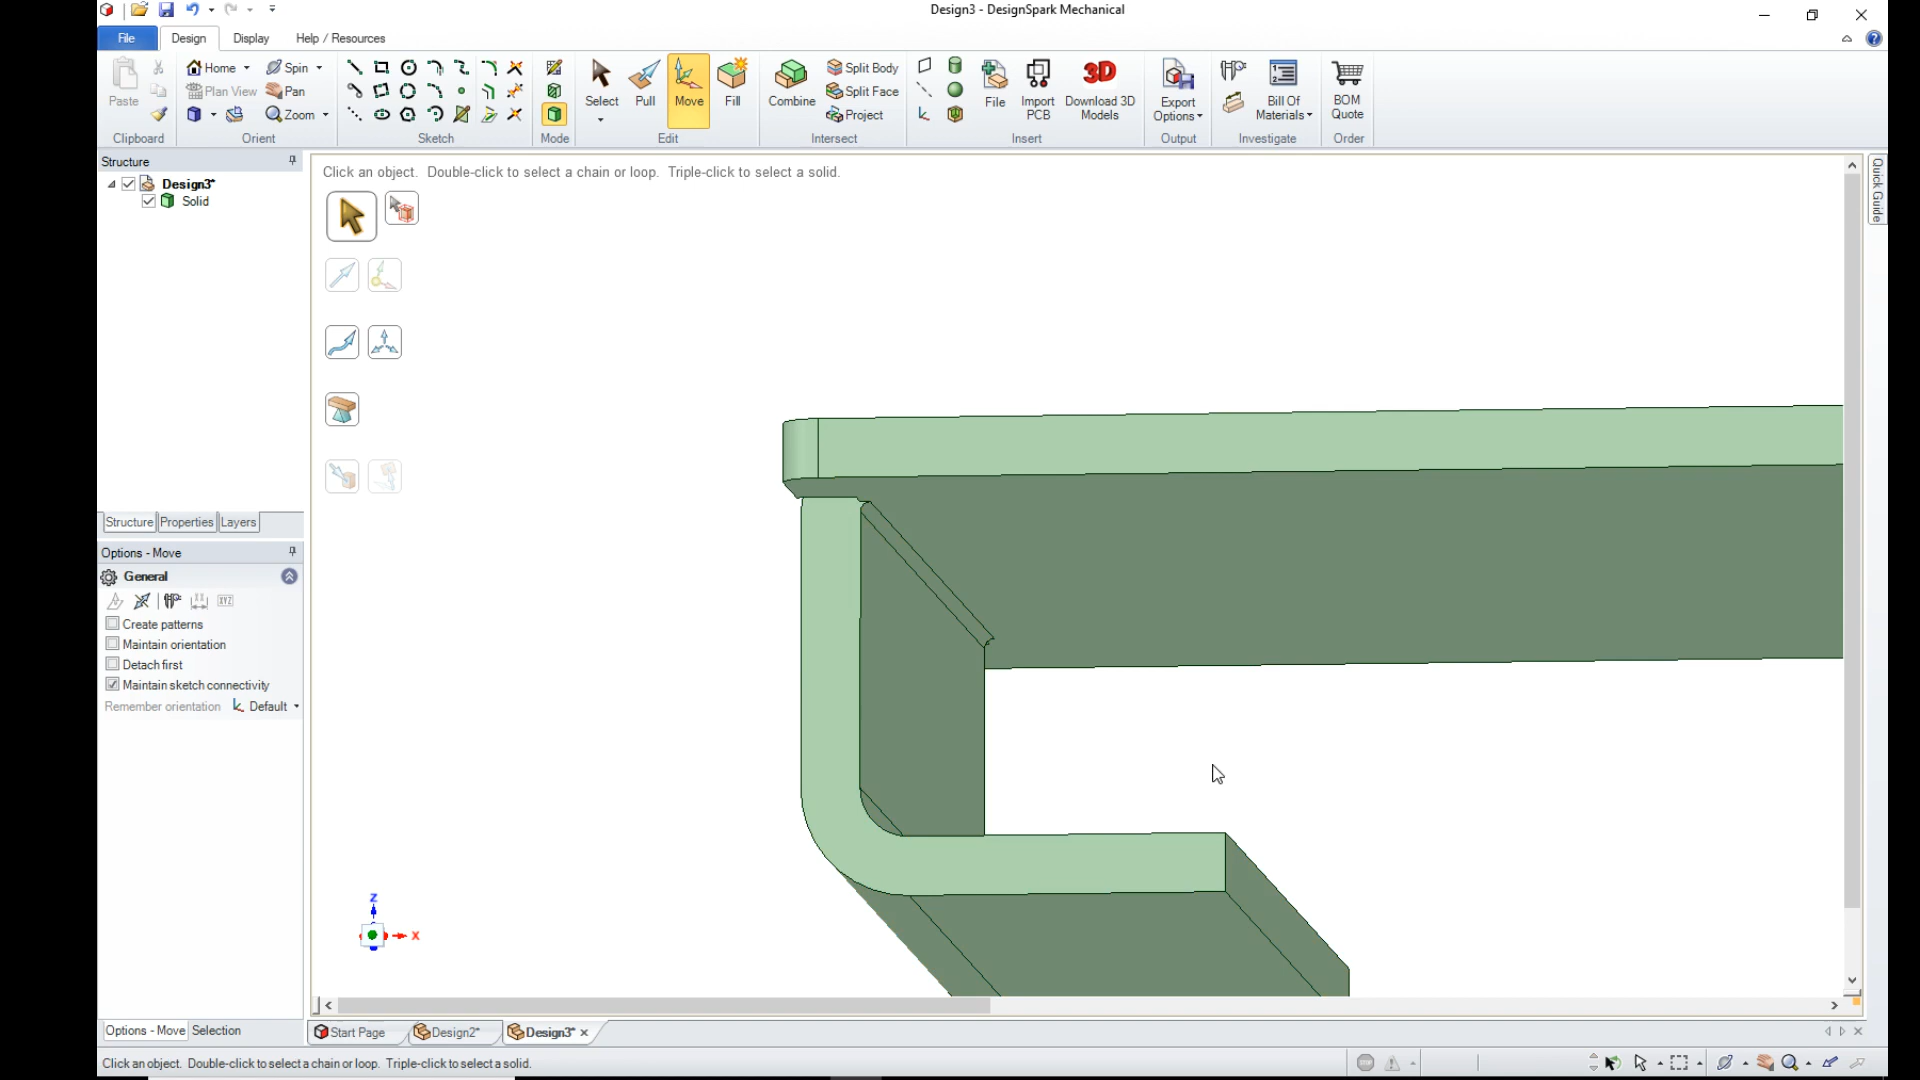 Design3 - DesignSpark Mechanical
File Design Display Help / Resources
Paste Home Spin Select Pull Move Fill Combine Split Body File Import PCB Download 3D Models Export Options Bill Of Materials BOM Quote
Plan View Pan Split Face
Zoom Project
Clipboard Orient Sketch Mode Edit Intersect Insert Output Investigate Order
Structure
Design3*
Solid
Structure Properties Layers
Options - Move
General
XYZ
Create patterns
Maintain orientation
Detach first
Maintain sketch connectivity
Remember orientation Default
Options - Move Selection
Click an object. Double-click to select a chain or loop. Triple-click to select a solid.
Z
X
Quick Guide
Start Page Design2* Design3*
Click an object. Double-click to select a chain or loop. Triple-click to select a solid.